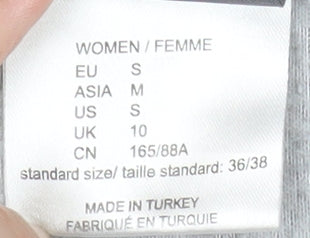 WOMEN / FEMME
EU S
ASIA M
US S
UK 10
CN 165/88A
standard size/ taille standard: 36/38
MADE IN TURKEY
FABRIQUÉ EN TURQUIE